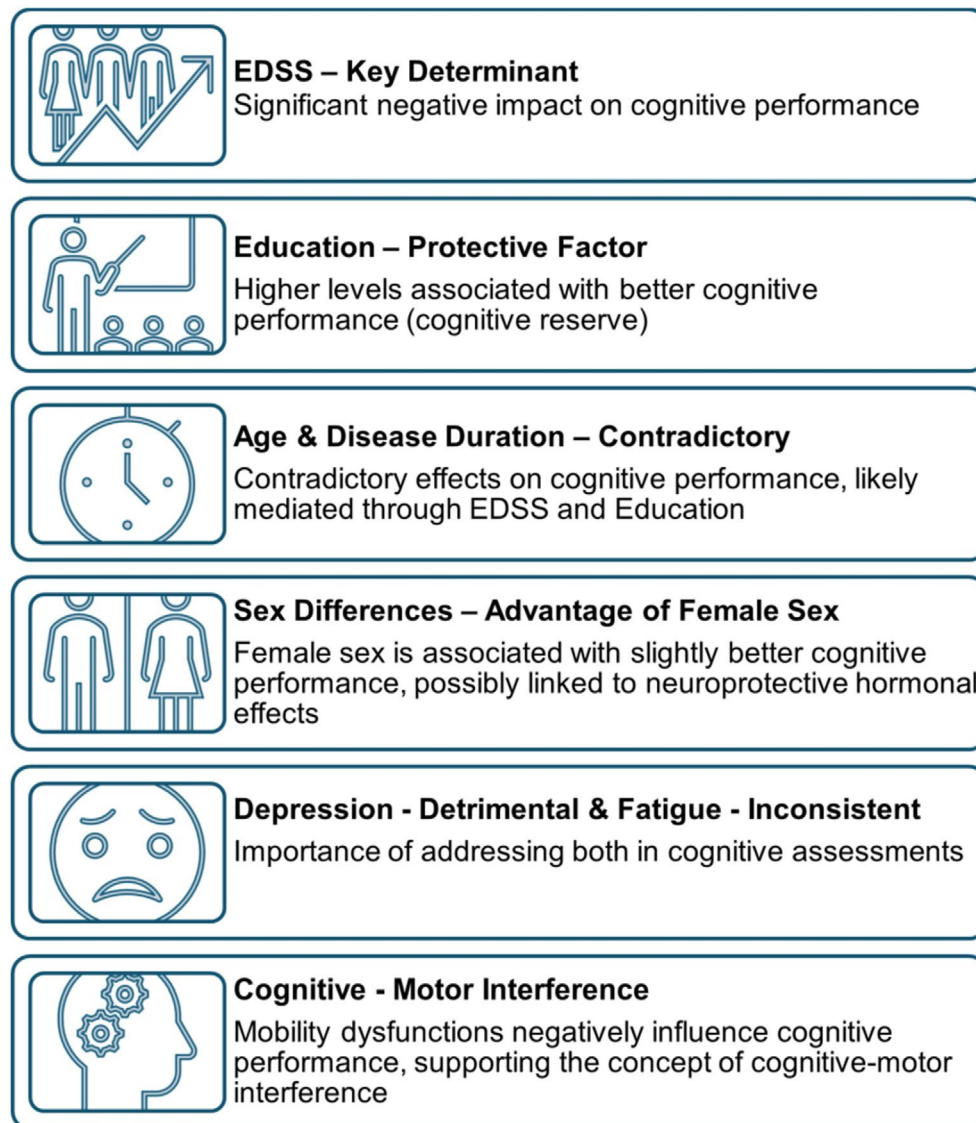 EDSS – Key Determinant
Significant negative impact on cognitive performance
Education – Protective Factor
Higher levels associated with better cognitive
performance (cognitive reserve)
Age & Disease Duration – Contradictory
Contradictory effects on cognitive performance, likely
mediated through EDSS and Education
Sex Differences – Advantage of Female Sex
Female sex is associated with slightly better cognitive
performance, possibly linked to neuroprotective hormonal
effects
Depression - Detrimental & Fatigue - Inconsistent
Importance of addressing both in cognitive assessments
Cognitive - Motor Interference
Mobility dysfunctions negatively influence cognitive
performance, supporting the concept of cognitive-motor
interference